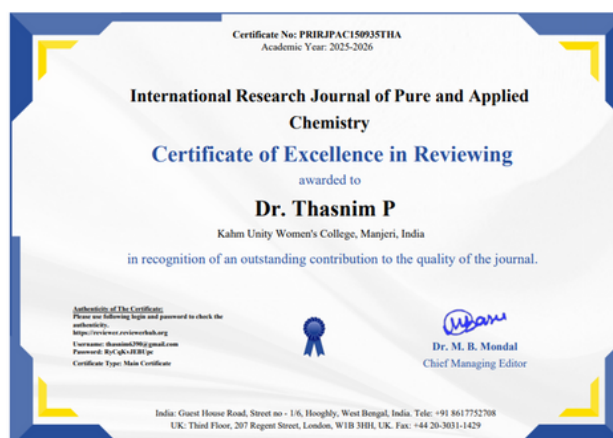 Certificate No: PRIRJPAC150935THA
Academic Year: 2025-2026
International Research Journal of Pure and Applied
Chemistry
Certificate of Excellence in Reviewing
awarded to
Dr. Thasnim P
Kahm Unity Women's College, Manjeri, India
in recognition of an outstanding contribution to the quality of the journal.
Authenticity of The Certificate:
Please use following login and password to check the
authenticity.
https://reviewer.reviewerhub.org
Username: thasnim6390@gmail.com
Password:
Certificate Type: Main Certificate
Dr. M. B. Mondal
Chief Managing Editor
India: Guest House Road, Street no - 1/6, Hooghly, West Bengal, India. Tele: +91 8617752708
UK: Third Floor, 207 Regent Street, London, W1B 3HH, UK. Fax: +44 20-3031-1429